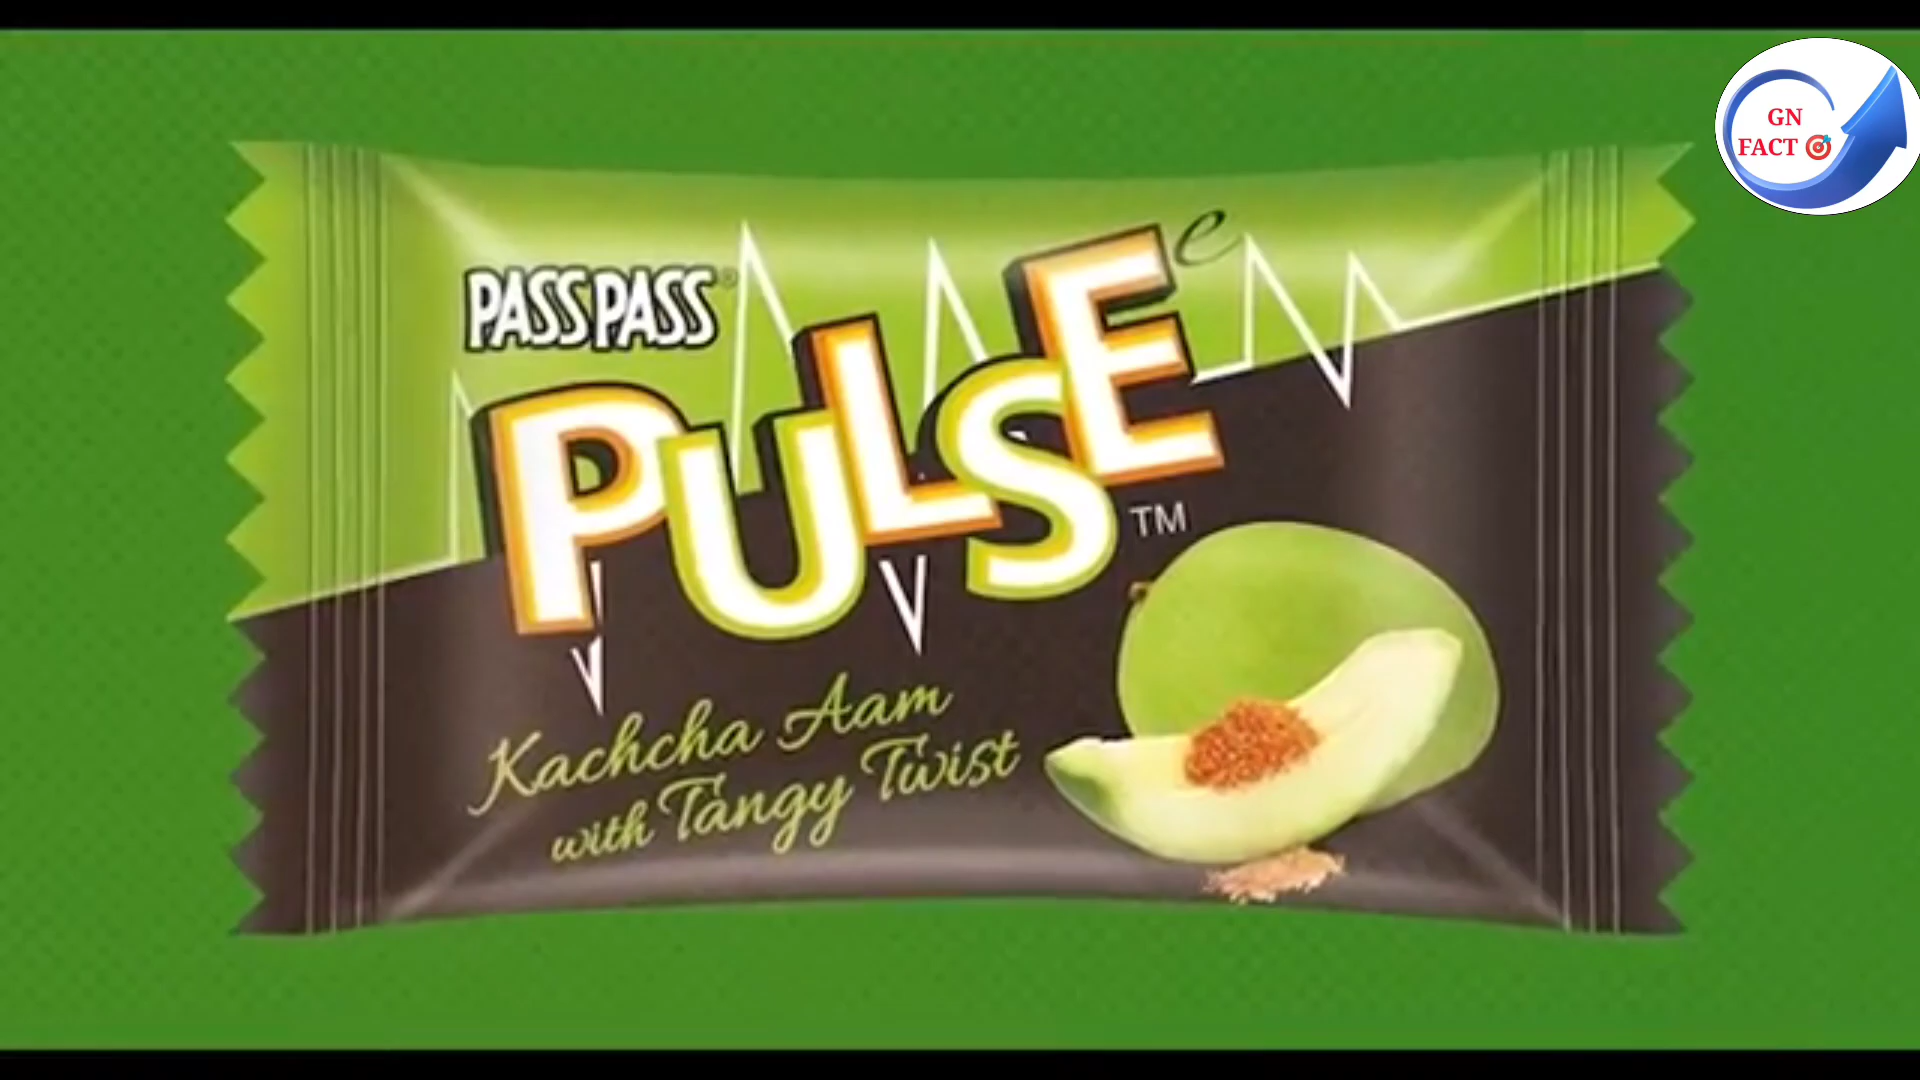 GN
FACT
PASS PASS®
PULSE e
TM
Kachcha Aam
with Tangy Twist